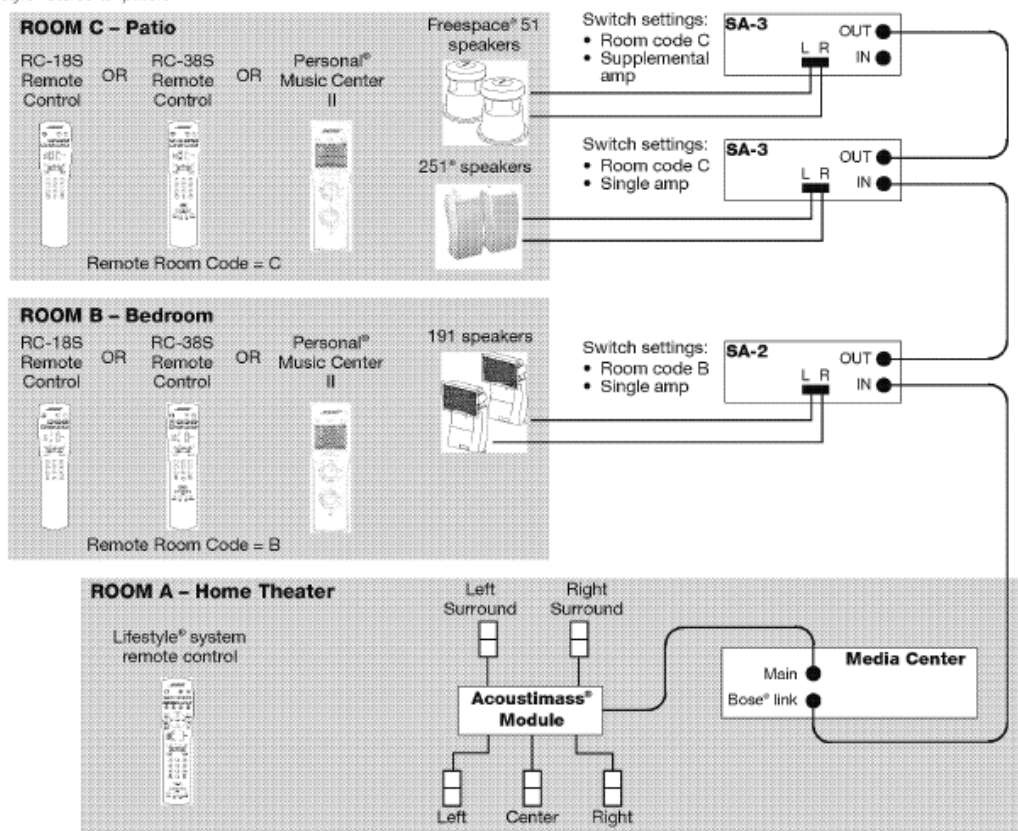 ROOM C – Patio
RC-18S
Remote
Control
OR
RC-38S
Remote
Control
OR
Personal®
Music Center
II
Remote Room Code = C
Freespace® 51
speakers
251® speakers
Switch settings:
• Room code C
• Supplemental
amp
SA-3
L R
OUT
IN
Switch settings:
• Room code C
• Single amp
SA-3
L R
OUT
IN
ROOM B – Bedroom
RC-18S
Remote
Control
OR
RC-38S
Remote
Control
OR
Personal®
Music Center
II
Remote Room Code = B
191 speakers
Switch settings:
• Room code B
• Single amp
SA-2
L R
OUT
IN
ROOM A – Home Theater
Lifestyle® system
remote control
Left
Surround
Right
Surround
Acoustimass®
Module
Left
Center
Right
Media Center
Main
Bose® link